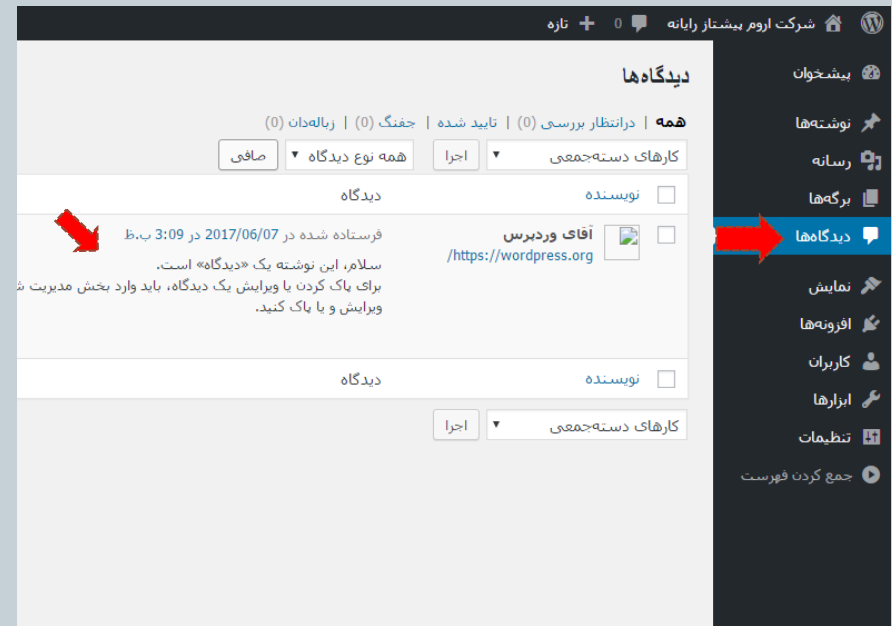 شرکت اروم پیشتاز رایانه 0 تازه
پیشخوان
نوشته‌ها
رسانه
برگه‌ها
دیدگاه‌ها
نمایش
افزونه‌ها
کاربران
ابزارها
تنظیمات
جمع کردن فهرست
دیدگاه‌ها
همه | درانتظار بررسی (0) | تایید شده | جفنگ (0) | زباله‌دان (0)
کارهای دسته‌جمعی اجرا همه نوع دیدگاه صافی
نویسنده دیدگاه
آقای وردپرس
https://wordpress.org/
فرستاده شده در 2017/06/07 در 3:09 ب.ظ
سلام، این نوشته یک «دیدگاه» است.
برای پاک کردن یا ویرایش یک دیدگاه، باید وارد بخش مدیریت
ویرایش و یا پاک کنید.
نویسنده دیدگاه
کارهای دسته‌جمعی اجرا